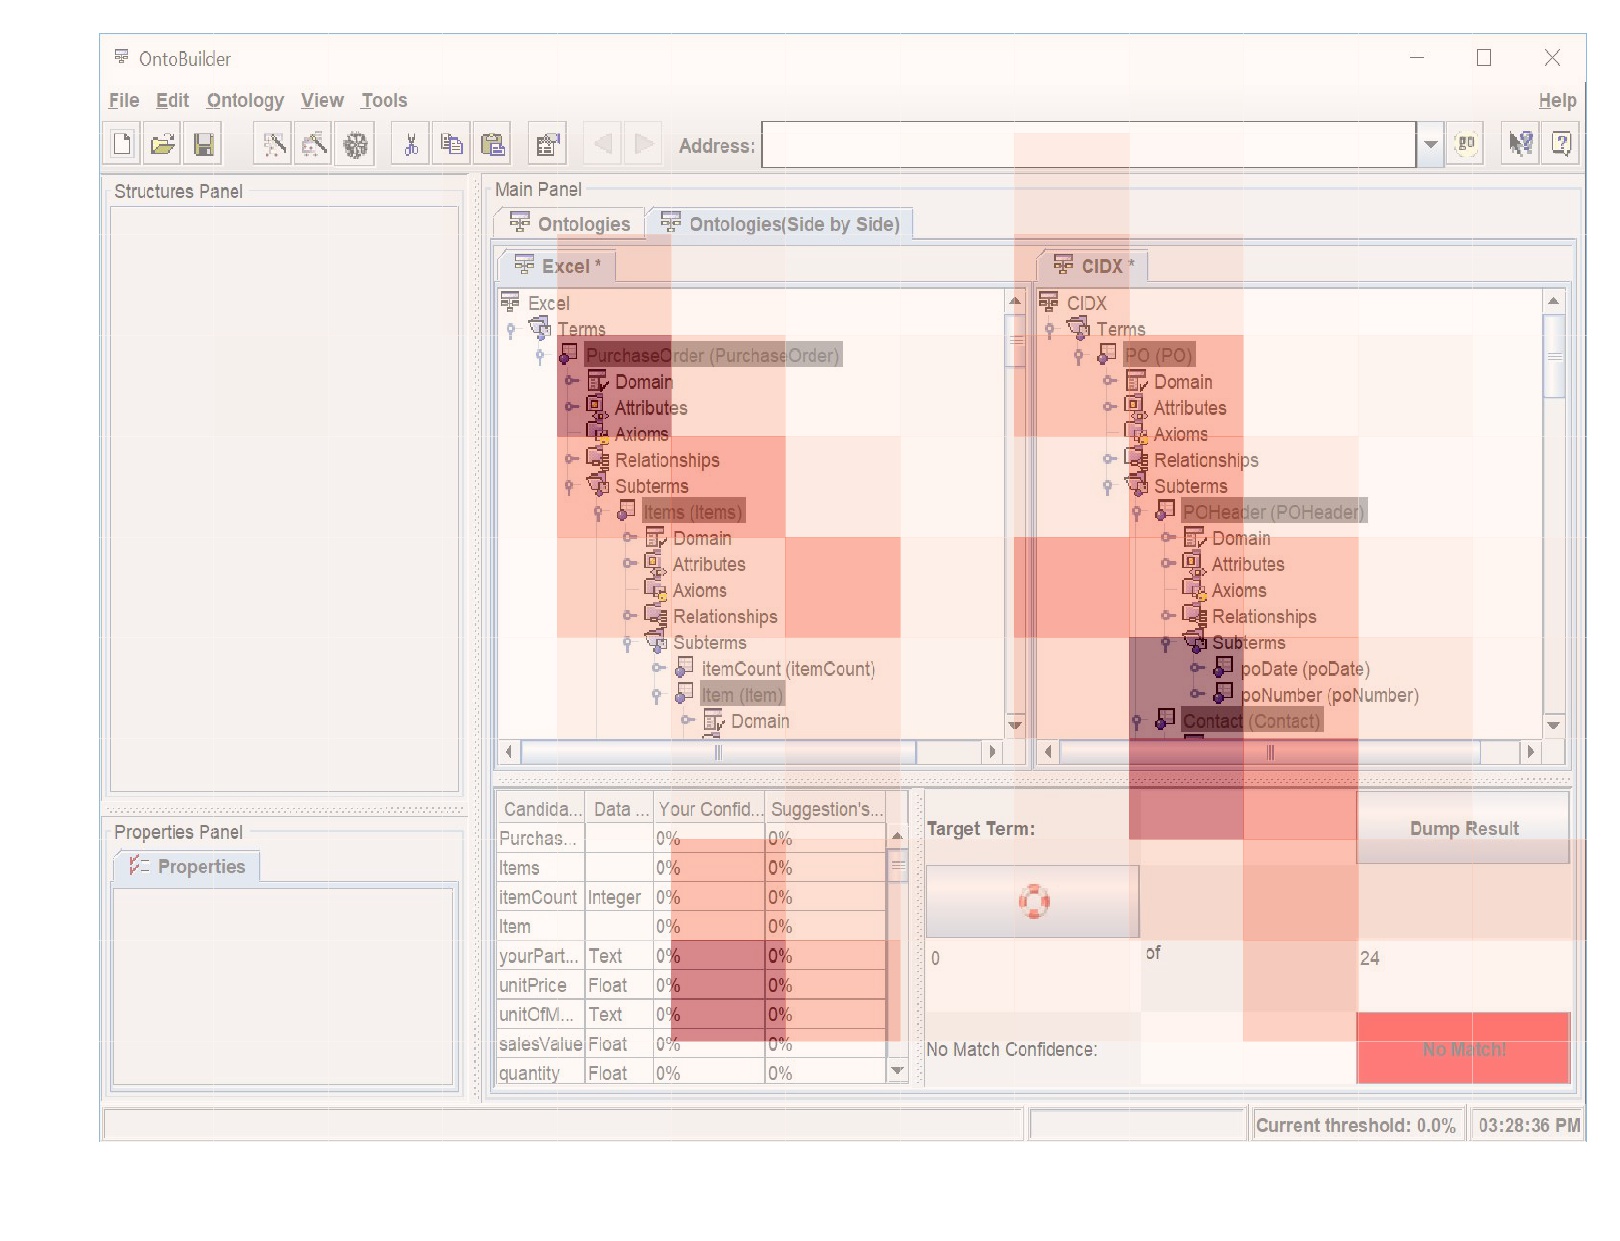 OntoBuilder
File Edit Ontology View Tools Help
Address: go
Structures Panel
Main Panel
Ontologies Ontologies(Side by Side)
Excel *
Excel
Terms
PurchaseOrder (PurchaseOrder)
Domain
Attributes
Axioms
Relationships
Subterms
Items (Items)
Domain
Attributes
Axioms
Relationships
Subterms
itemCount (itemCount)
Item (Item)
Domain
CIDX *
CIDX
Terms
PO (PO)
Domain
Attributes
Axioms
Relationships
Subterms
POHeader (POHeader)
Domain
Attributes
Axioms
Relationships
Subterms
poDate (poDate)
poNumber (poNumber)
Contact (Contact)
Properties Panel
Properties
Candida... Data ... Your Confid... Suggestion's...
Purchas... 0% 0%
Items 0% 0%
itemCount Integer 0% 0%
Item 0% 0%
yourPart... Text 0% 0%
unitPrice Float 0% 0%
unitOfM... Text 0% 0%
salesValue Float 0% 0%
quantity Float 0% 0%
Target Term: Dump Result
0 of 24
No Match Confidence: No Match!
Current threshold: 0.0% 03:28:36 PM